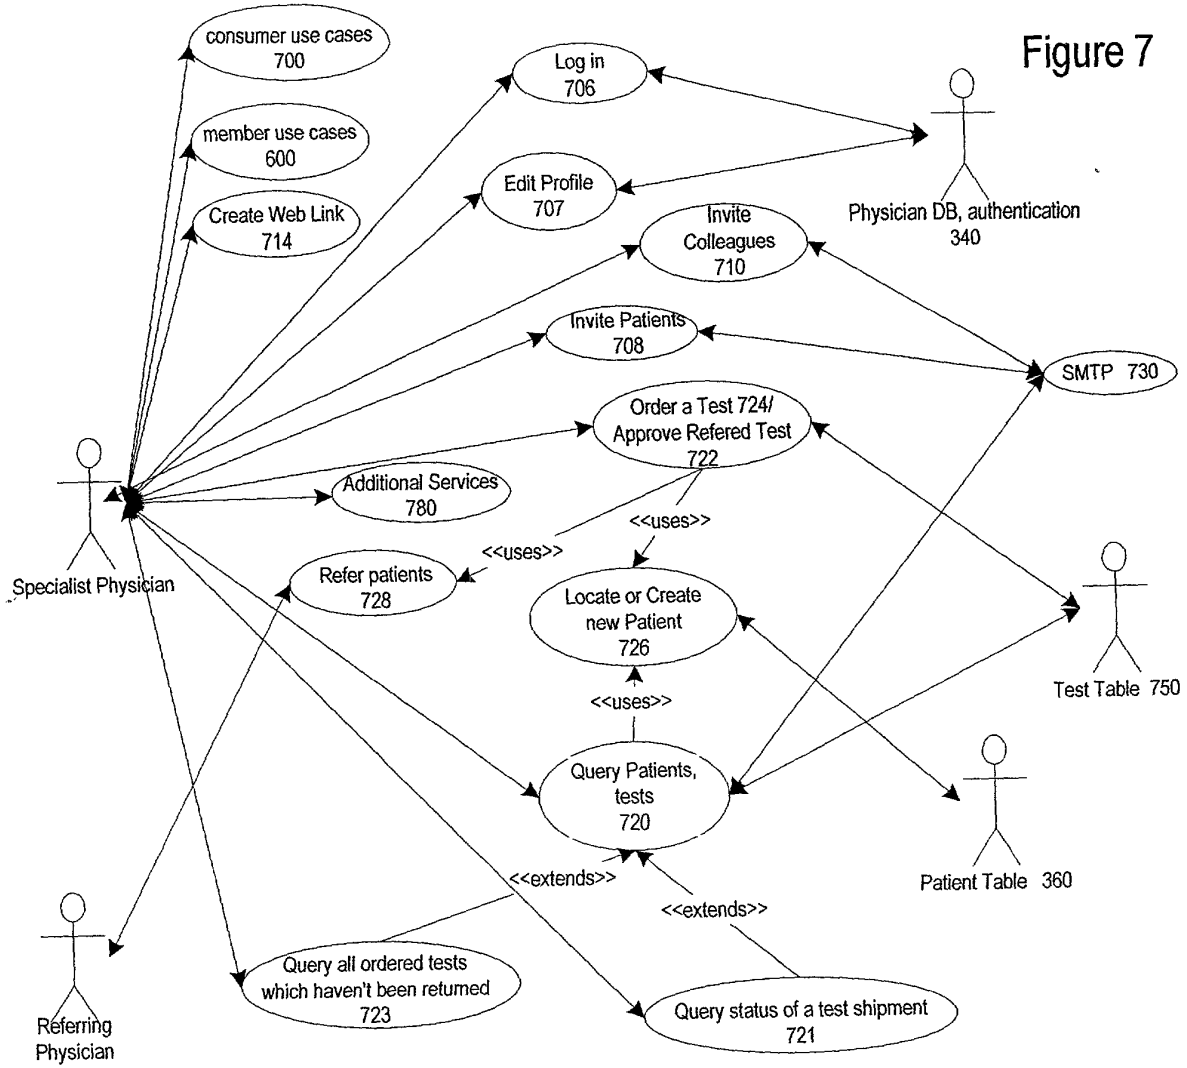 consumer use cases
700
Figure 7
Log in
706
member use cases
600
Edit Profile
707
Create Web Link
714
Physician DB, authentication
340
Invite
Colleagues
710
Invite Patients
708
SMTP 730
Order a Test 724/
Approve Refered Test
722
Additional Services
780
<<uses>>
<<uses>>
Specialist Physician
Refer patients
728
Locate or Create
new Patient
726
Test Table 750
<<uses>>
Query Patients,
tests
720
Patient Table 360
<<extends>>
<<extends>>
Query all ordered tests
which haven't been returned
723
Query status of a test shipment
721
Referring
Physician